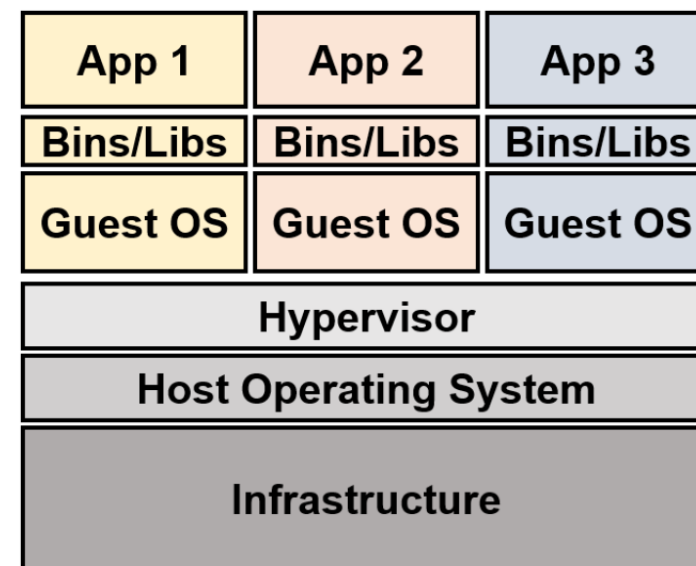 App 1 App 2 App 3
Bins/Libs Bins/Libs Bins/Libs
Guest OS Guest OS Guest OS
Hypervisor
Host Operating System
Infrastructure